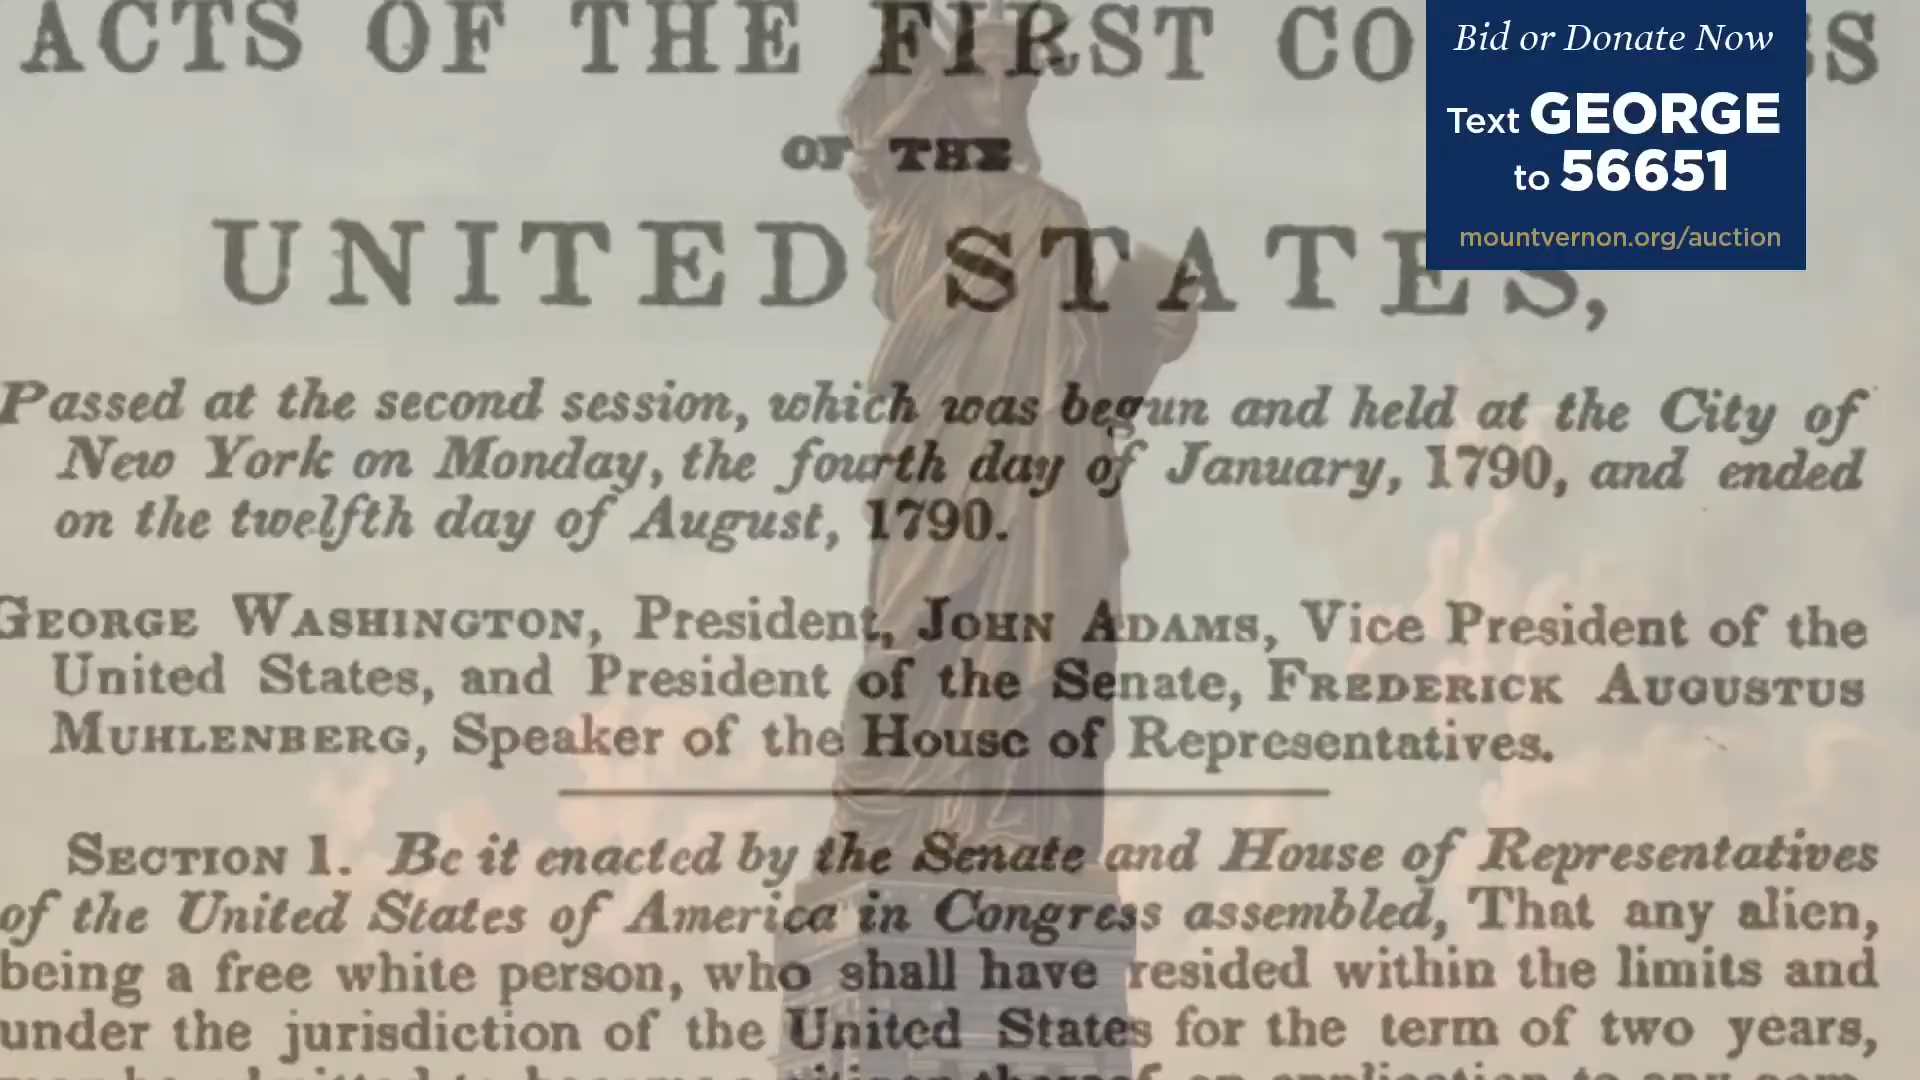 ACTS OF THE FIRST CO SS
OF THE
UNITED STATES,
Passed at the second session, which was begun and held at the City of
New York on Monday, the fourth day of January, 1790, and ended
on the twelfth day of August, 1790.
GEORGE WASHINGTON, President, JOHN ADAMS, Vice President of the
United States, and President of the Senate, FREDERICK AUGUSTUS
MUHLENBERG, Speaker of the House of Representatives.
SECTION 1. Be it enacted by the Senate and House of Representatives
of the United States of America in Congress assembled, That any alien,
being a free white person, who shall have resided within the limits and
under the jurisdiction of the United States for the term of two years,
Bid or Donate Now
Text GEORGE
to 56651
mountvernon.org/auction